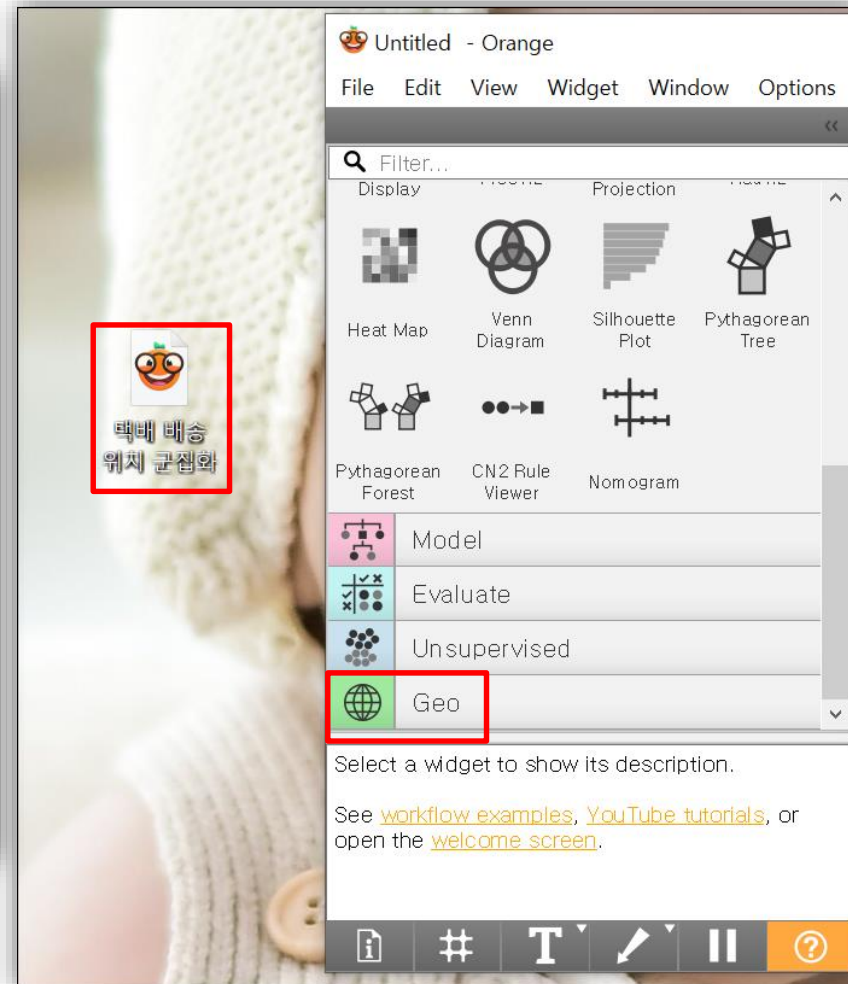 Untitled - Orange
File Edit View Widget Window Options
Filter...
Display Projection
Heat Map
Venn
Diagram
Silhouette
Plot
Pythagorean
Tree
Pythagorean
Forest
CN2 Rule
Viewer
Nomogram
택배 배송
위치 군집화
Model
Evaluate
Unsupervised
Geo
Select a widget to show its description.
See workflow examples, YouTube tutorials, or
open the welcome screen.